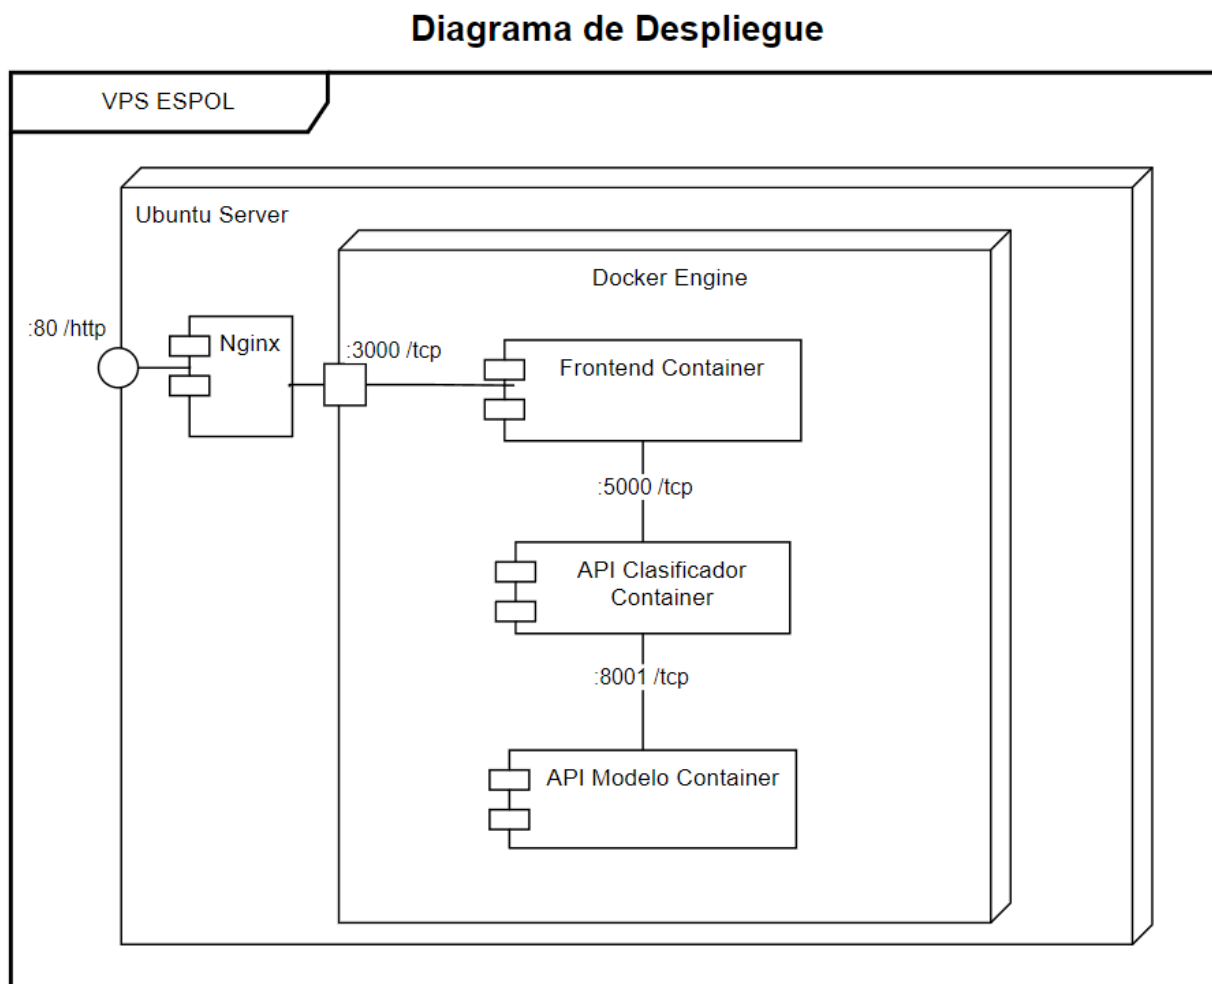 Diagrama de Despliegue
VPS ESPOL
Ubuntu Server
Docker Engine
:80 /http
Nginx
:3000 /tcp
Frontend Container
:5000 /tcp
API Clasificador
Container
:8001 /tcp
API Modelo Container